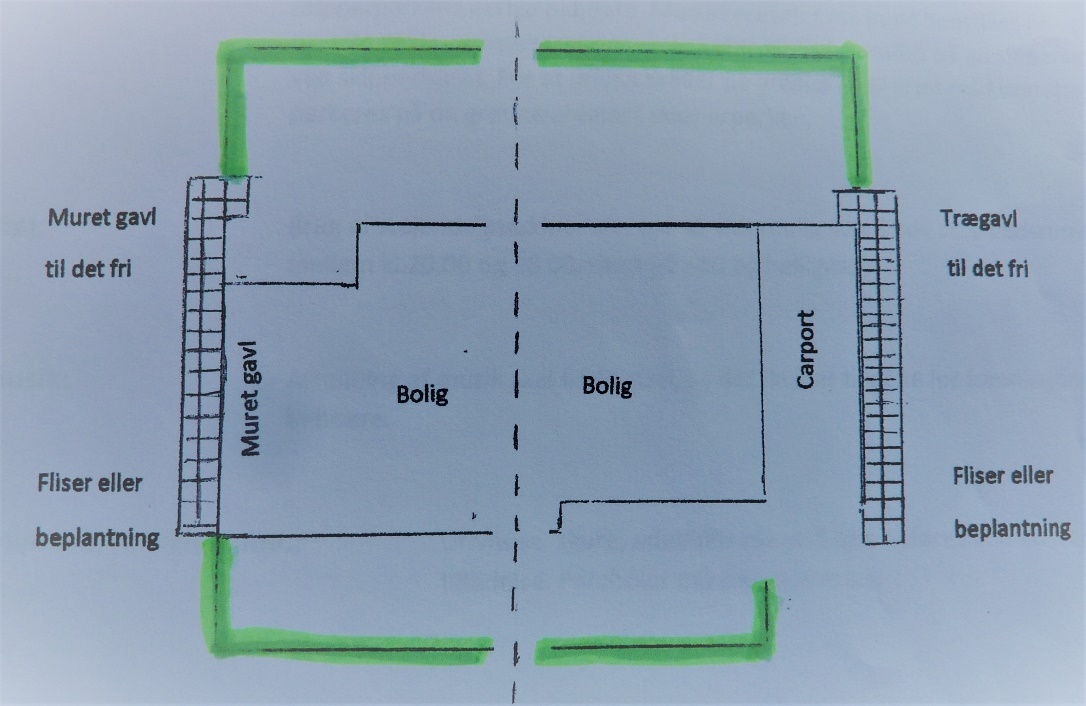 Muret gavl
til det fri
Fliser eller
beplantning
Muret gavl
Bolig
Bolig
Carport
Trægavl
til det fri
Fliser eller
beplantning